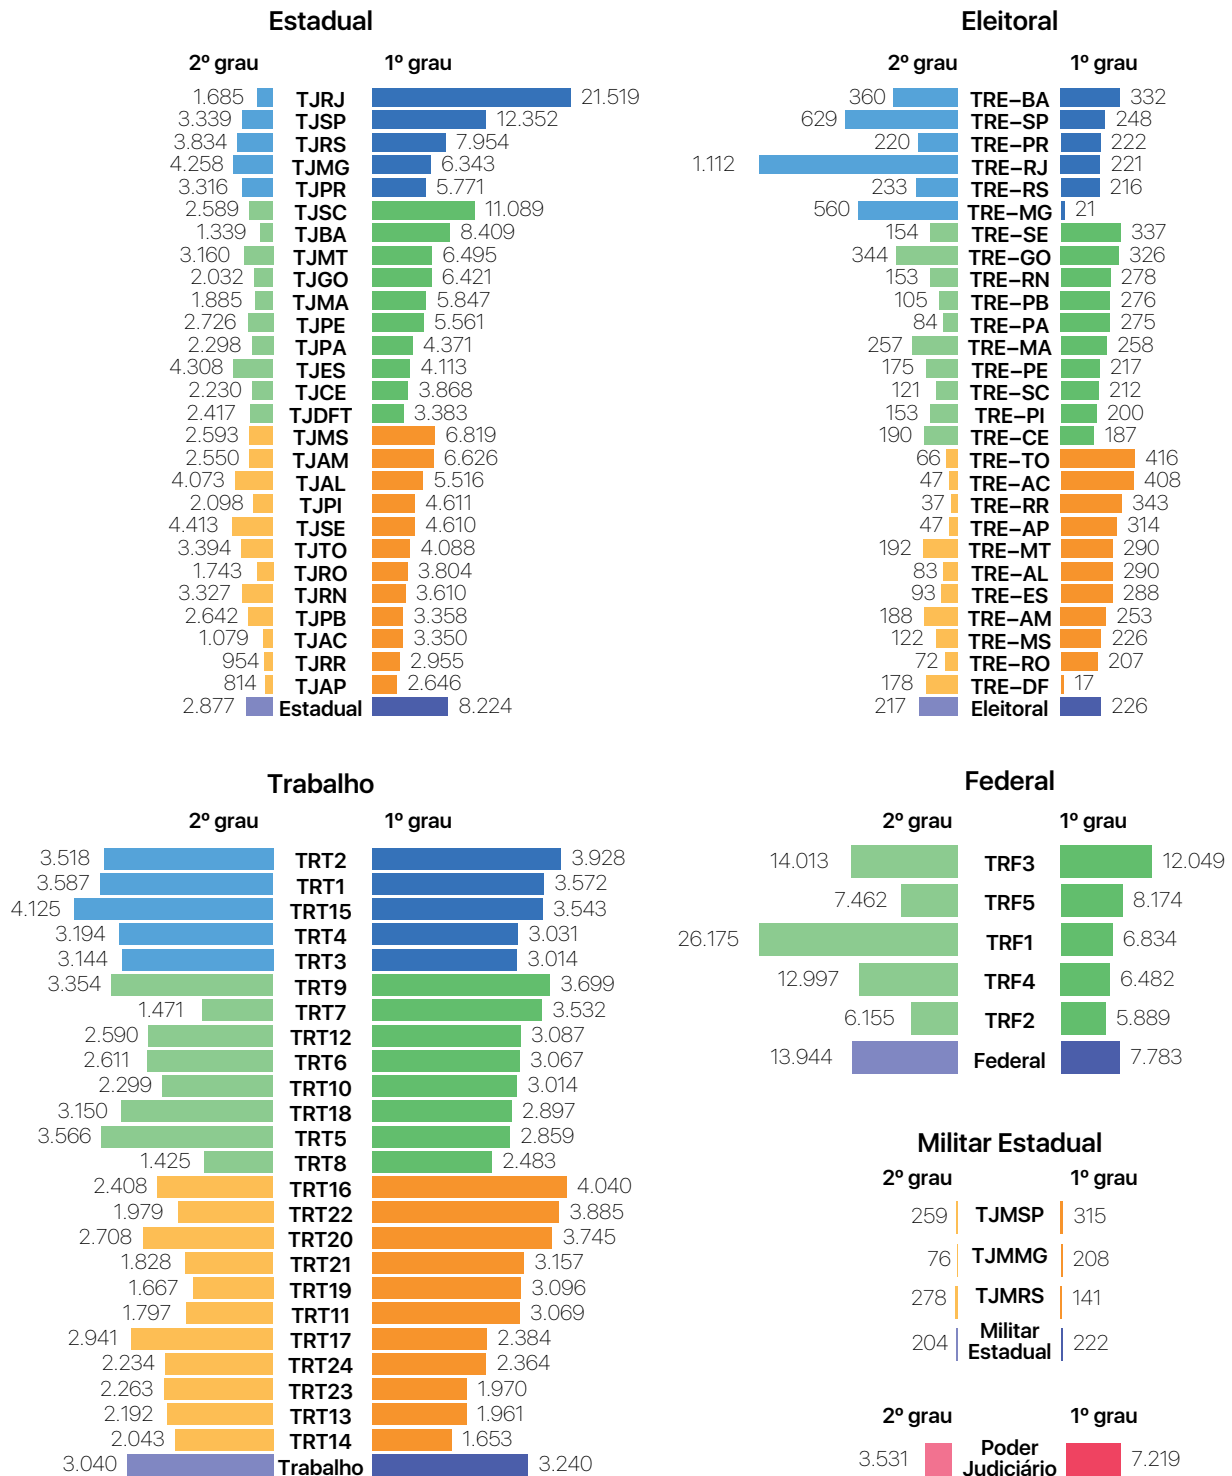 Estadual
2º grau 1º grau
1.685 TJRJ 21.519
3.339 TJSP 12.352
3.834 TJRS 7.954
4.258 TJMG 6.343
3.316 TJPR 5.771
2.589 TJSC 11.089
1.339 TJBA 8.409
3.160 TJMT 6.495
2.032 TJGO 6.421
1.885 TJMA 5.847
2.726 TJPE 5.561
2.298 TJPA 4.371
4.308 TJES 4.113
2.230 TJCE 3.868
2.417 TJDFT 3.383
2.593 TJMS 6.819
2.550 TJAM 6.626
4.073 TJAL 5.516
2.098 TJPI 4.611
4.413 TJSE 4.610
3.394 TJTO 4.088
1.743 TJRO 3.804
3.327 TJRN 3.610
2.642 TJPB 3.358
1.079 TJAC 3.350
954 TJRR 2.955
814 TJAP 2.646
2.877 Estadual 8.224
Eleitoral
2º grau 1º grau
360 TRE–BA 332
629 TRE–SP 248
220 TRE–PR 222
1.112 TRE–RJ 221
233 TRE–RS 216
560 TRE–MG 21
154 TRE–SE 337
344 TRE–GO 326
153 TRE–RN 278
105 TRE–PB 276
84 TRE–PA 275
257 TRE–MA 258
175 TRE–PE 217
121 TRE–SC 212
153 TRE–PI 200
190 TRE–CE 187
66 TRE–TO 416
47 TRE–AC 408
37 TRE–RR 343
47 TRE–AP 314
192 TRE–MT 290
83 TRE–AL 290
93 TRE–ES 288
188 TRE–AM 253
122 TRE–MS 226
72 TRE–RO 207
178 TRE–DF 17
217 Eleitoral 226
Trabalho
2º grau 1º grau
3.518 TRT2 3.928
3.587 TRT1 3.572
4.125 TRT15 3.543
3.194 TRT4 3.031
3.144 TRT3 3.014
3.354 TRT9 3.699
1.471 TRT7 3.532
2.590 TRT12 3.087
2.611 TRT6 3.067
2.299 TRT10 3.014
3.150 TRT18 2.897
3.566 TRT5 2.859
1.425 TRT8 2.483
2.408 TRT16 4.040
1.979 TRT22 3.885
2.708 TRT20 3.745
1.828 TRT21 3.157
1.667 TRT19 3.096
1.797 TRT11 3.069
2.941 TRT17 2.384
2.234 TRT24 2.364
2.263 TRT23 1.970
2.192 TRT13 1.961
2.043 TRT14 1.653
3.040 Trabalho 3.240
Federal
2º grau 1º grau
14.013 TRF3 12.049
7.462 TRF5 8.174
26.175 TRF1 6.834
12.997 TRF4 6.482
6.155 TRF2 5.889
13.944 Federal 7.783
Militar Estadual
2º grau 1º grau
259 TJMSP 315
76 TJMMG 208
278 TJMRS 141
204 Militar 222
Estadual
2º grau 1º grau
3.531 Poder 7.219
Judiciário